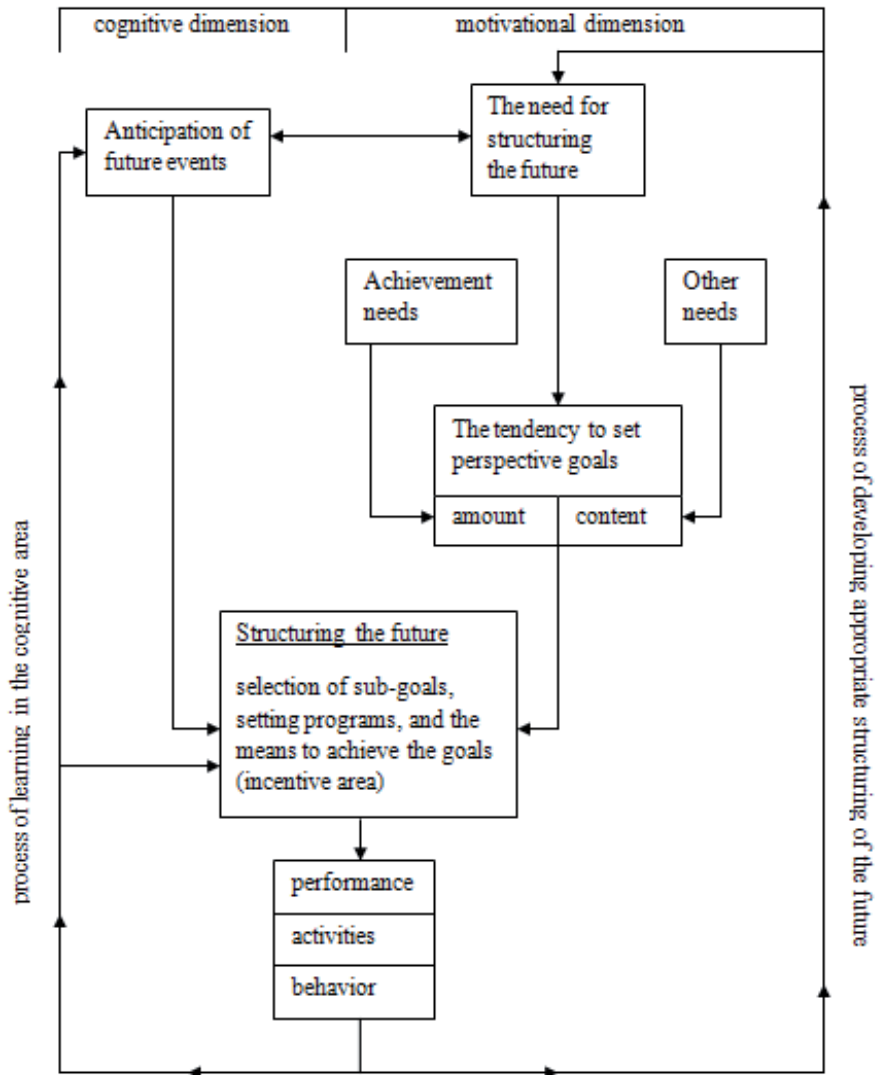 cognitive dimension
motivational dimension
Anticipation of
future events
The need for
structuring
the future
Achievement
needs
Other
needs
The tendency to set
perspective goals
amount
content
Structuring the future
selection of sub-goals,
setting programs, and the
means to achieve the goals
(incentive area)
performance
activities
behavior
process of learning in the cognitive area
process of developing appropriate structuring of the future